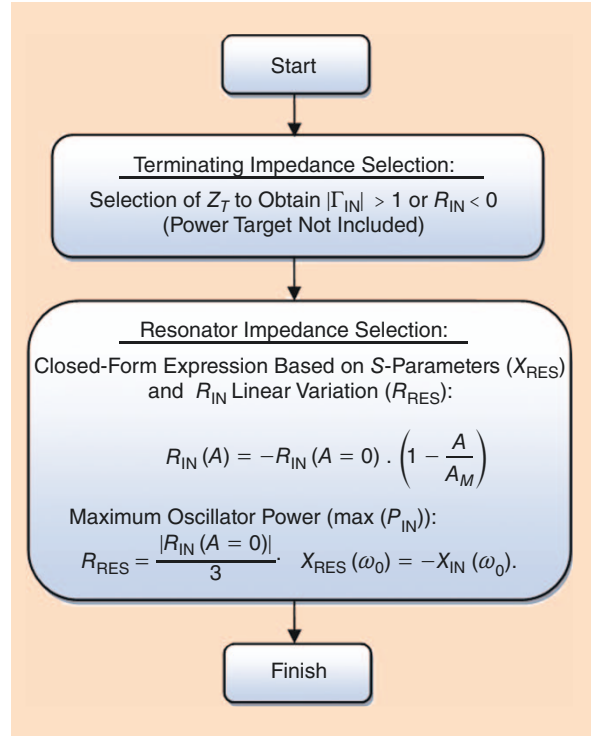 Start
Terminating Impedance Selection:
Selection of Z_T to Obtain |Γ_IN| > 1 or R_IN < 0
(Power Target Not Included)
Resonator Impedance Selection:
Closed-Form Expression Based on S-Parameters (X_RES)
and R_IN Linear Variation (R_RES):
R_IN (A) = −R_IN (A = 0) . (1 − A/A_M)
Maximum Oscillator Power (max (P_IN)):
R_RES = |R_IN (A = 0)|/3 · X_RES (ω_0) = −X_IN (ω_0).
Finish